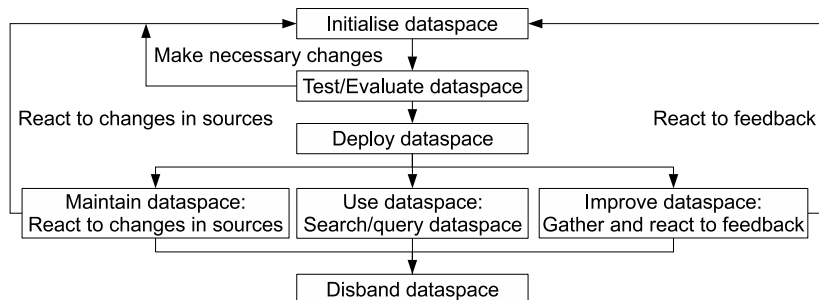 Initialise dataspace
Make necessary changes
Test/Evaluate dataspace
React to changes in sources
React to feedback
Deploy dataspace
Maintain dataspace:
React to changes in sources
Use dataspace:
Search/query dataspace
Improve dataspace:
Gather and react to feedback
Disband dataspace